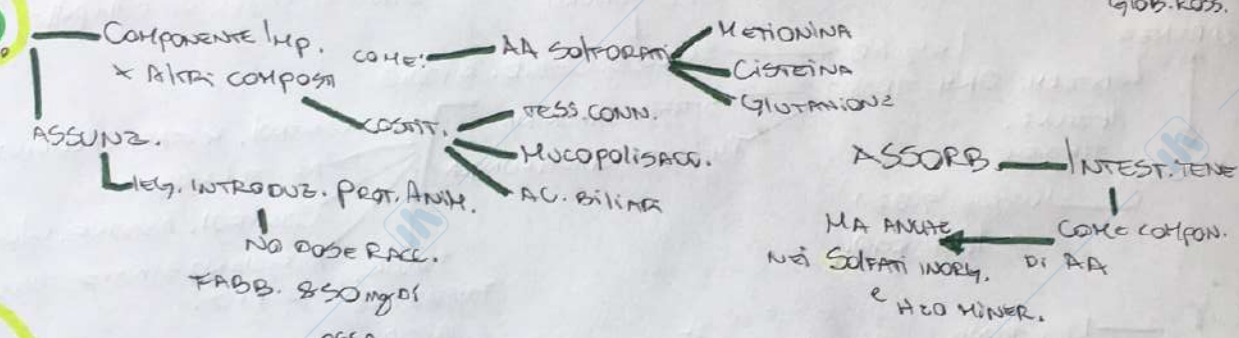 GLOB. ROSS.
COMPONENTE IMP.
x ALTRI COMPOSTI
COME:
AA SOLFORATI
METIONINA
CISTEINA
GLUTATIONE
COSTIT.
TESS. CONN.
MUCOPOLISACC.
AC. BILIARI
ASSUNZ.
LEG. INTRODUZ. PROT. ANIM.
NO DOSE RACC.
FABB. 850 mg DI
ASSORB.
INTEST. TENE
COME COMPON.
DI AA
MA ANCHE
NEI SOLFATI INORG.
e
H2O MINER.